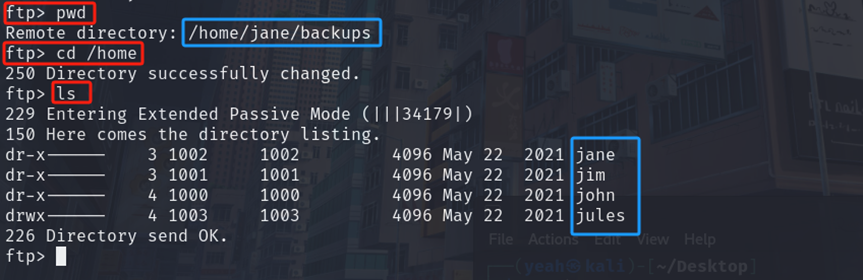 ftp> pwd
Remote directory: /home/jane/backups
ftp> cd /home
250 Directory successfully changed.
ftp> ls
229 Entering Extended Passive Mode (|||34179|)
150 Here comes the directory listing.
dr-x------    3 1002     1002         4096 May 22  2021 jane
dr-x------    3 1001     1001         4096 May 22  2021 jim
dr-x------    4 1000     1000         4096 May 22  2021 john
drwx------    4 1003     1003         4096 May 22  2021 jules
226 Directory send OK.
ftp>
File Actions Edit View Help
(yeah㉿kali)-[~/Desktop]